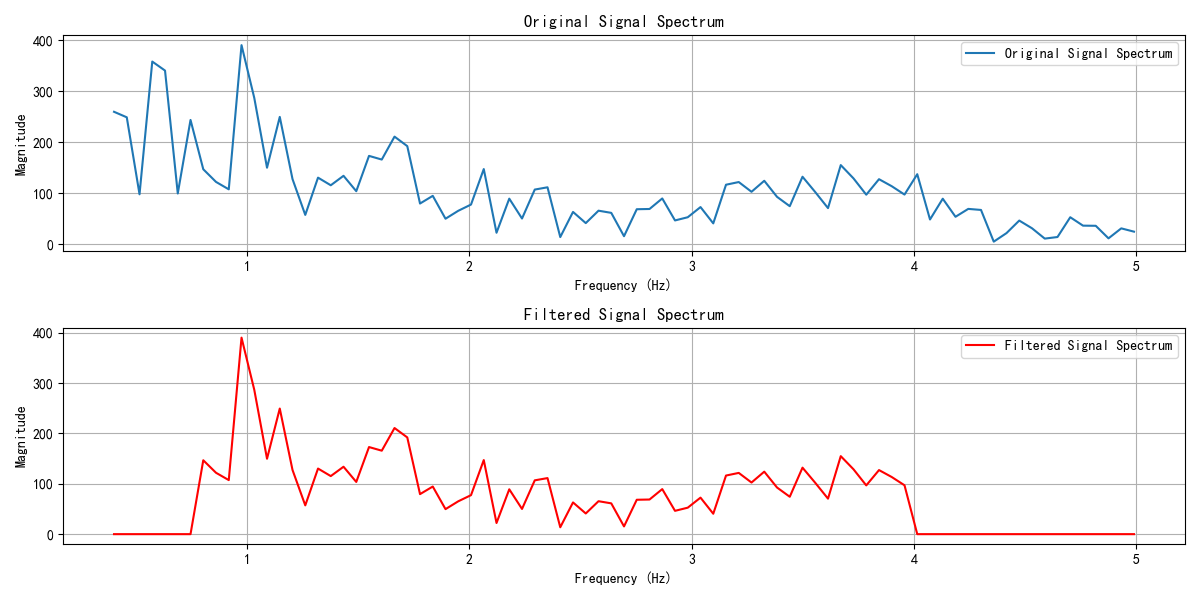 Original Signal Spectrum
400
300
200
100
0
Magnitude
Original Signal Spectrum
1 2 3 4 5
Frequency (Hz)
Filtered Signal Spectrum
400
300
200
100
0
Magnitude
Filtered Signal Spectrum
1 2 3 4 5
Frequency (Hz)